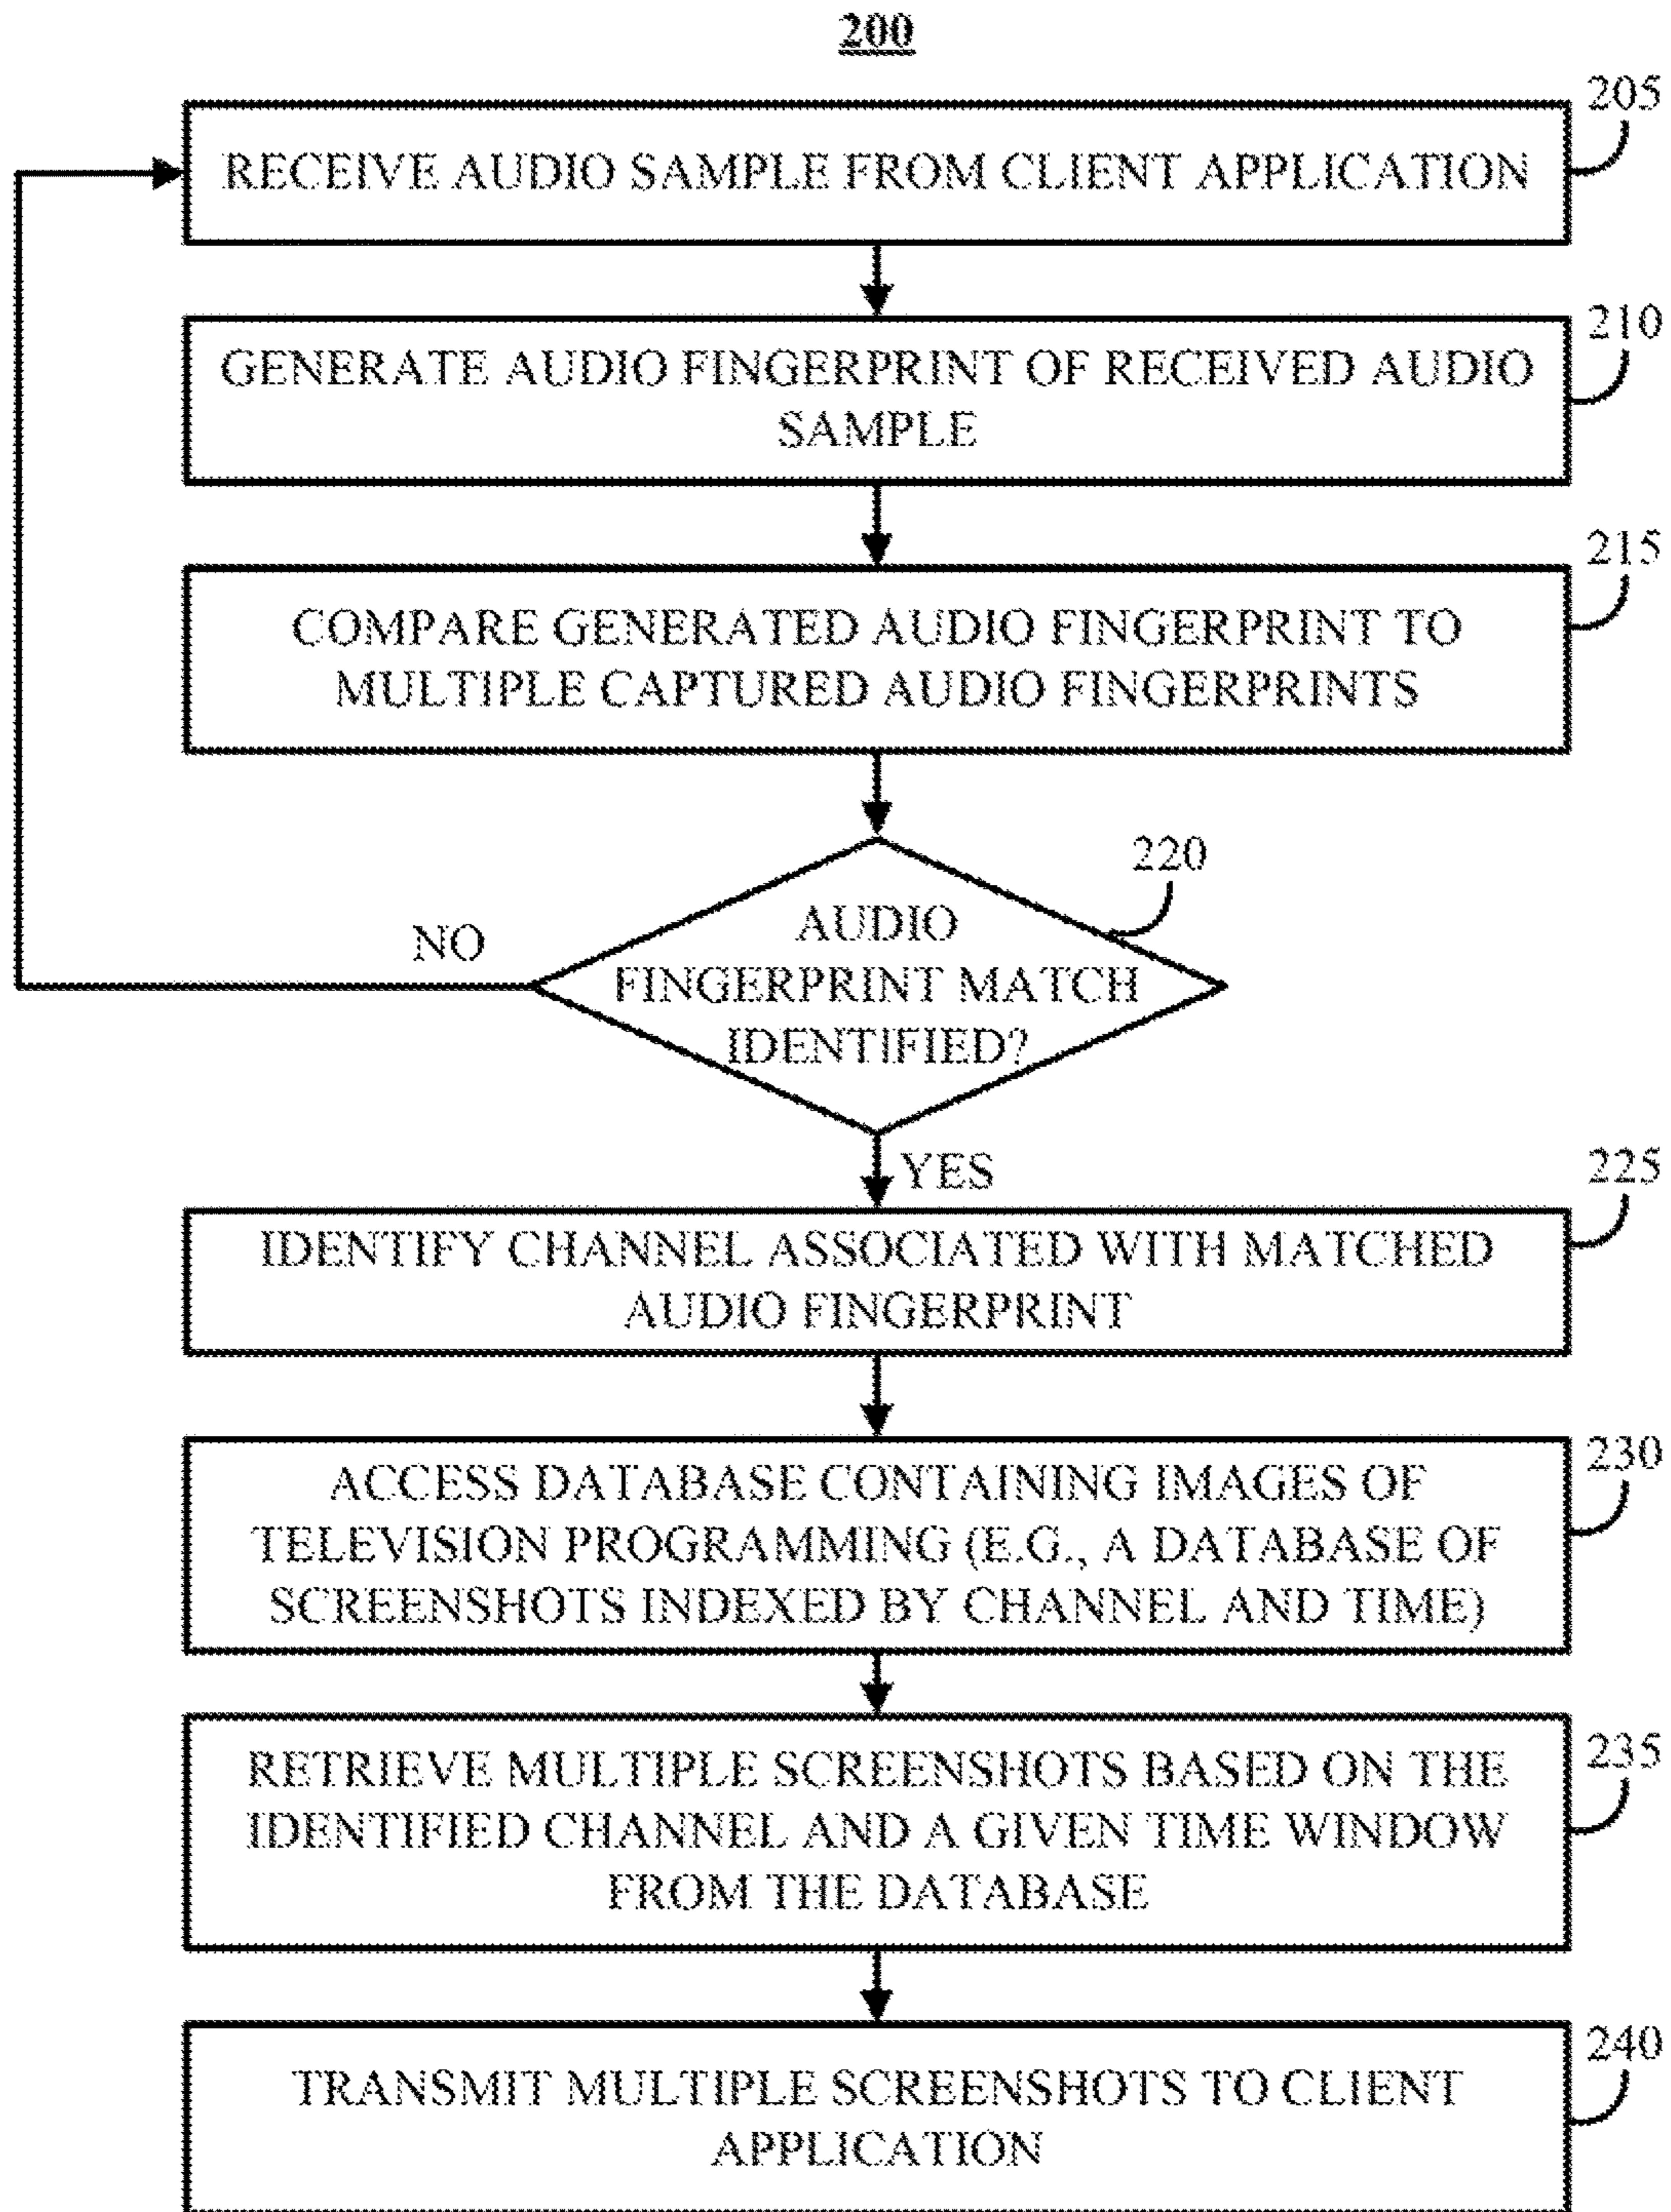 200
205
RECEIVE AUDIO SAMPLE FROM CLIENT APPLICATION
210
GENERATE AUDIO FINGERPRINT OF RECEIVED AUDIO
SAMPLE
215
COMPARE GENERATED AUDIO FINGERPRINT TO
MULTIPLE CAPTURED AUDIO FINGERPRINTS
220
AUDIO
FINGERPRINT MATCH
IDENTIFIED?
NO
YES
225
IDENTIFY CHANNEL ASSOCIATED WITH MATCHED
AUDIO FINGERPRINT
230
ACCESS DATABASE CONTAINING IMAGES OF
TELEVISION PROGRAMMING (E.G., A DATABASE OF
SCREENSHOTS INDEXED BY CHANNEL AND TIME)
235
RETRIEVE MULTIPLE SCREENSHOTS BASED ON THE
IDENTIFIED CHANNEL AND A GIVEN TIME WINDOW
FROM THE DATABASE
240
TRANSMIT MULTIPLE SCREENSHOTS TO CLIENT
APPLICATION